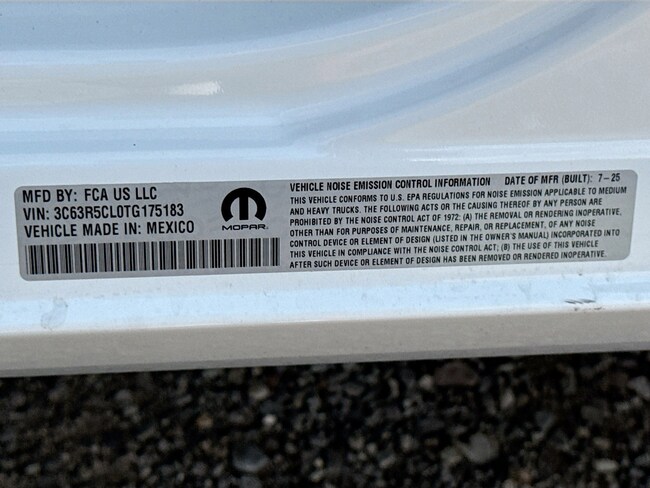 MFD BY: FCA US LLC
VIN: 3C63R5CL0TG175183
VEHICLE MADE IN: MEXICO
MOPAR.
VEHICLE NOISE EMISSION CONTROL INFORMATION DATE OF MFR (BUILT): 7-25
THIS VEHICLE CONFORMS TO U.S. EPA REGULATIONS FOR NOISE EMISSION APPLICABLE TO MEDIUM
AND HEAVY TRUCKS. THE FOLLOWING ACTS OR THE CAUSING THEREOF BY ANY PERSON ARE
PROHIBITED BY THE NOISE CONTROL ACT OF 1972: (A) THE REMOVAL OR RENDERING INOPERATIVE,
OTHER THAN FOR PURPOSES OF MAINTENANCE, REPAIR, OR REPLACEMENT, OF ANY NOISE
CONTROL DEVICE OR ELEMENT OF DESIGN (LISTED IN THE OWNER'S MANUAL) INCORPORATED INTO
THIS VEHICLE IN COMPLIANCE WITH THE NOISE CONTROL ACT; (B) THE USE OF THIS VEHICLE
AFTER SUCH DEVICE OR ELEMENT OF DESIGN HAS BEEN REMOVED OR RENDERED INOPERATIVE.